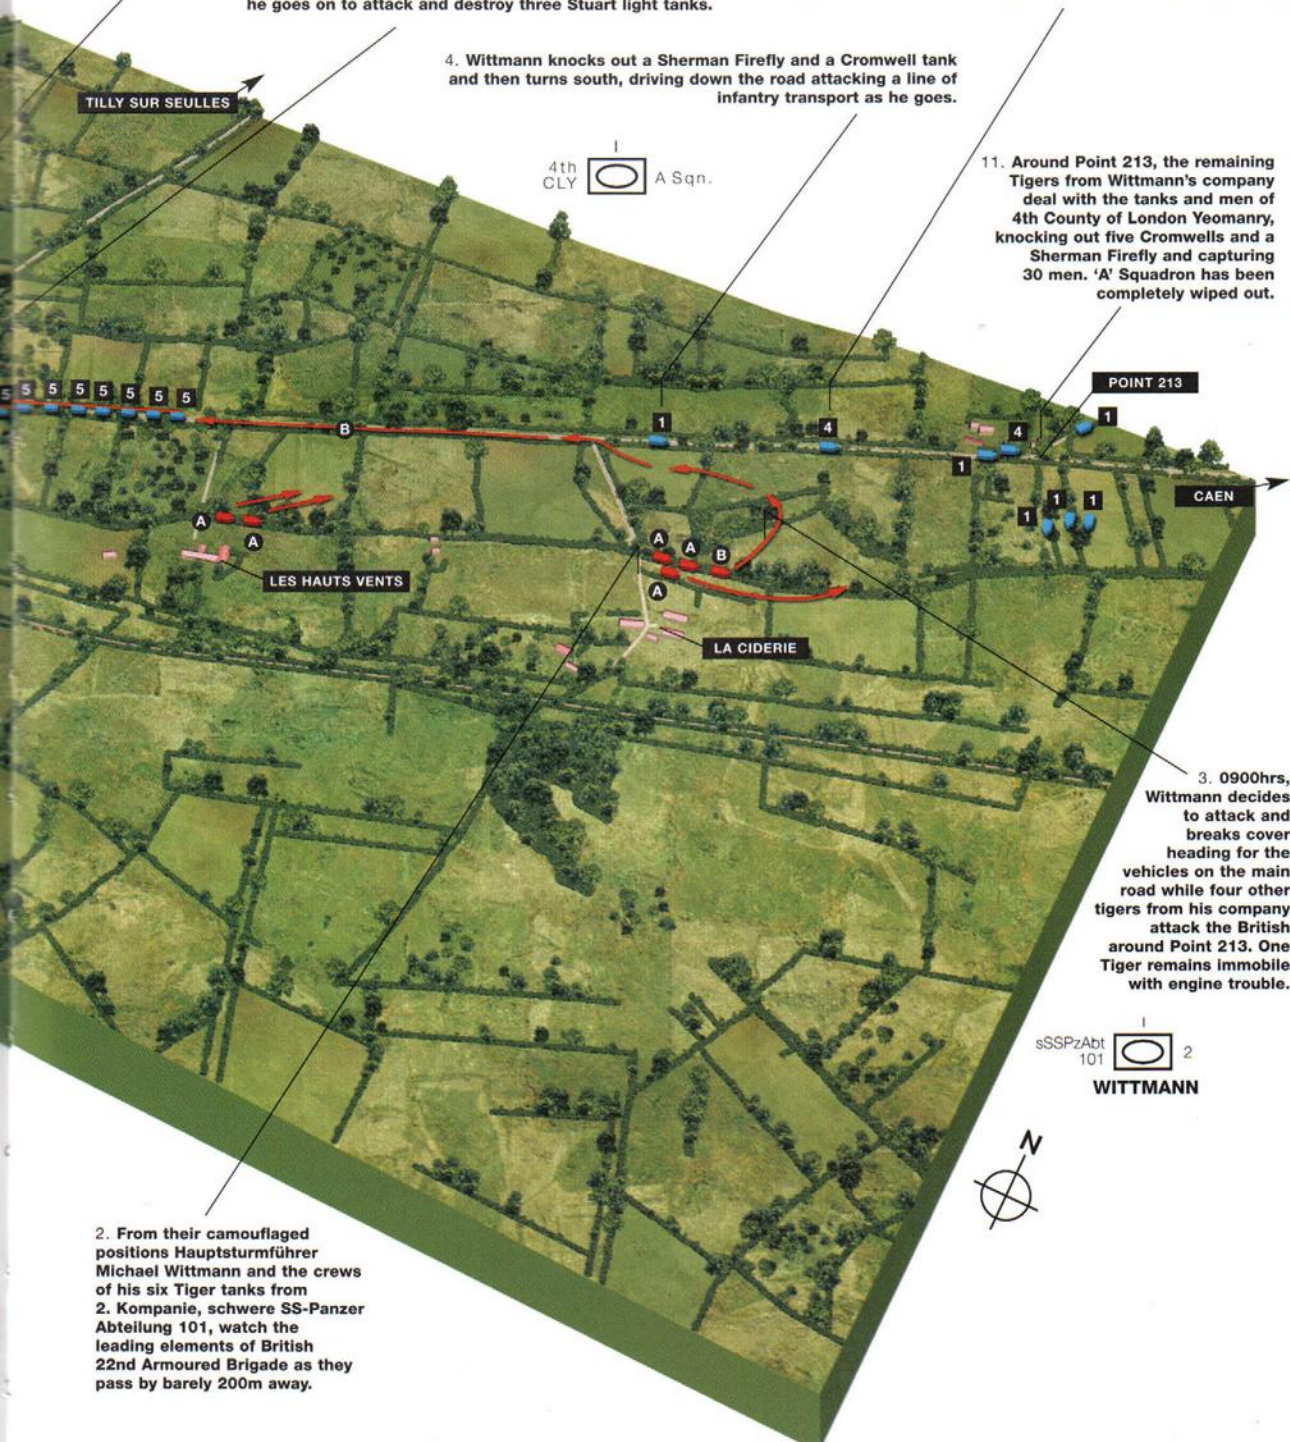 he goes on to attack and destroy three Stuart light tanks.
4. Wittmann knocks out a Sherman Firefly and a Cromwell tank
and then turns south, driving down the road attacking a line of
infantry transport as he goes.
TILLY SUR SEULLES
I
4th
CLY
A Sqn.
11. Around Point 213, the remaining
Tigers from Wittmann's company
deal with the tanks and men of
4th County of London Yeomanry,
knocking out five Cromwells and a
Sherman Firefly and capturing
30 men. 'A' Squadron has been
completely wiped out.
POINT 213
5 5 5 5 5 5 5 5
B
1
4
1
4
1
CAEN
1
1
1
A
A
LES HAUTS VENTS
A
A
B
A
LA CIDERIE
3. 0900hrs,
Wittmann decides
to attack and
breaks cover
heading for the
vehicles on the main
road while four other
tigers from his company
attack the British
around Point 213. One
Tiger remains immobile
with engine trouble.
I
sSSPzAbt
101
2
WITTMANN
N
2. From their camouflaged
positions Hauptsturmführer
Michael Wittmann and the crews
of his six Tiger tanks from
2. Kompanie, schwere SS-Panzer
Abteilung 101, watch the
leading elements of British
22nd Armoured Brigade as they
pass by barely 200m away.